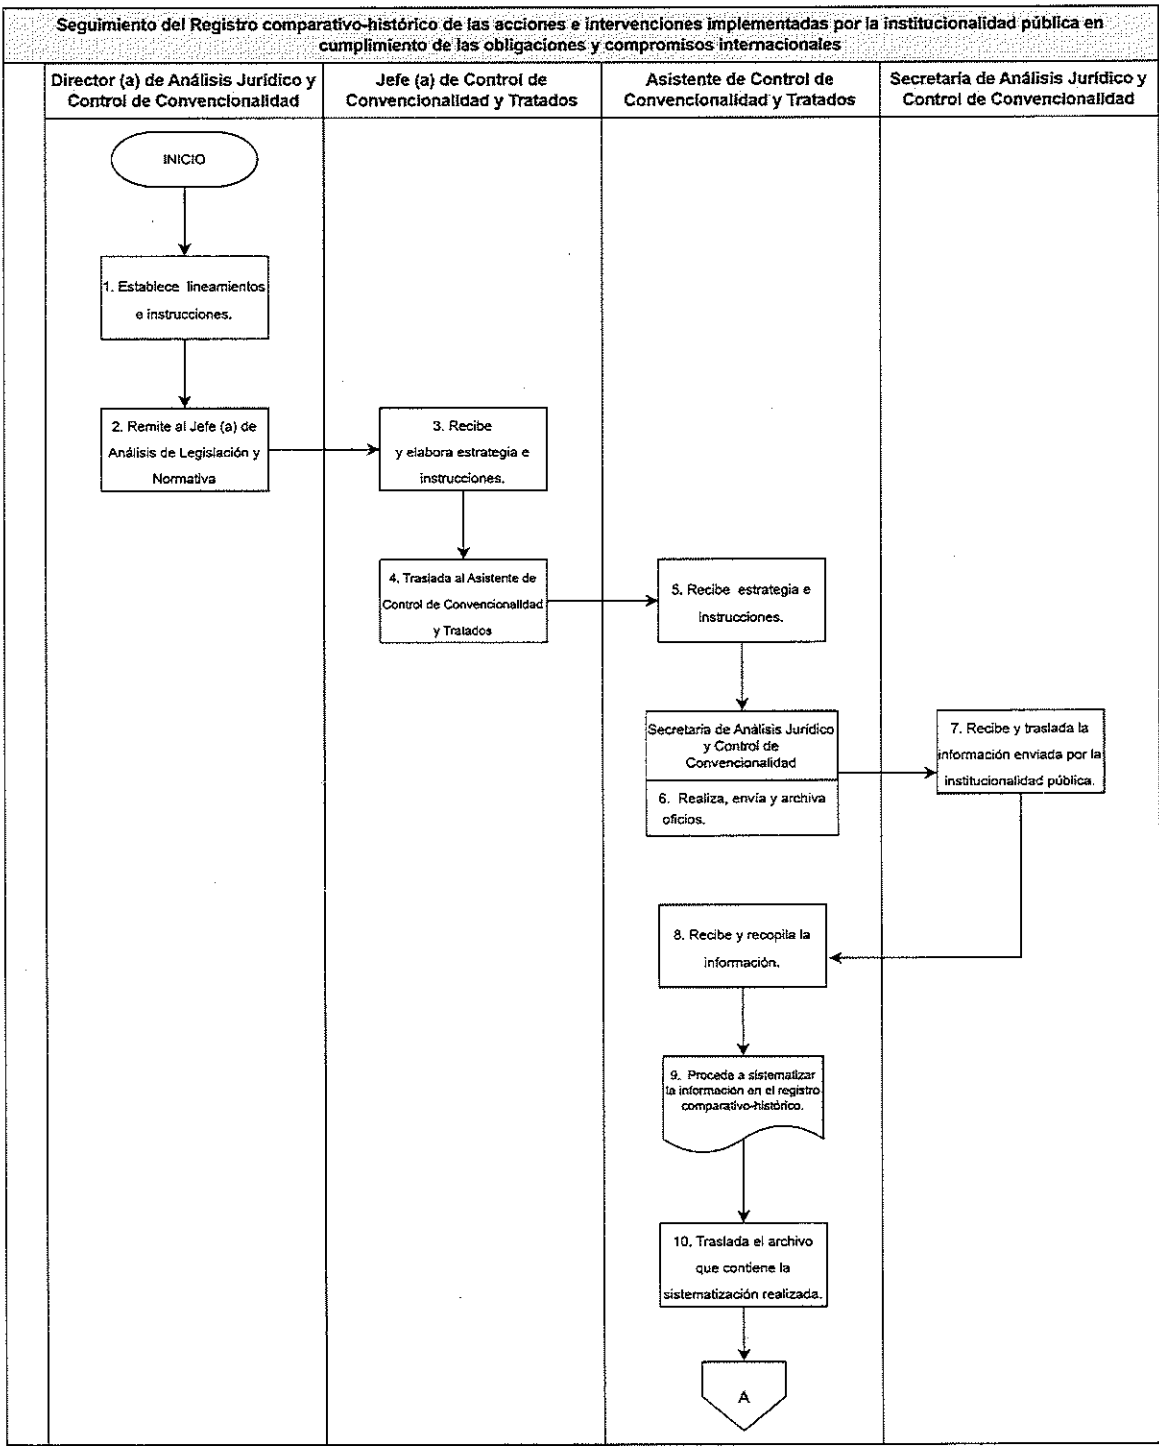 Seguimiento del Registro comparativo-histórico de las acciones e intervenciones implementadas por la institucionalidad pública en
cumplimiento de las obligaciones y compromisos internacionales
Director (a) de Análisis Jurídico y
Control de Convencionalidad
Jefe (a) de Control de
Convencionalidad y Tratados
Asistente de Control de
Convencionalidad y Tratados
Secretaría de Análisis Jurídico y
Control de Convencionalidad
INICIO
1. Establece lineamientos
e instrucciones.
2. Remite al Jefe (a) de
Análisis de Legislación y
Normativa
3. Recibe
y elabora estrategia e
instrucciones.
4. Traslada al Asistente de
Control de Convencionalidad
y Tratados
5. Recibe estrategia e
instrucciones.
Secretaría de Análisis Jurídico
y Control de
Convencionalidad
6. Realiza, envía y archiva
oficios.
7. Recibe y traslada la
información enviada por la
institucionalidad pública.
8. Recibe y recopila la
información.
9. Procede a sistematizar
la información en el registro
comparativo-histórico.
10. Traslada el archivo
que contiene la
sistematización realizada.
A